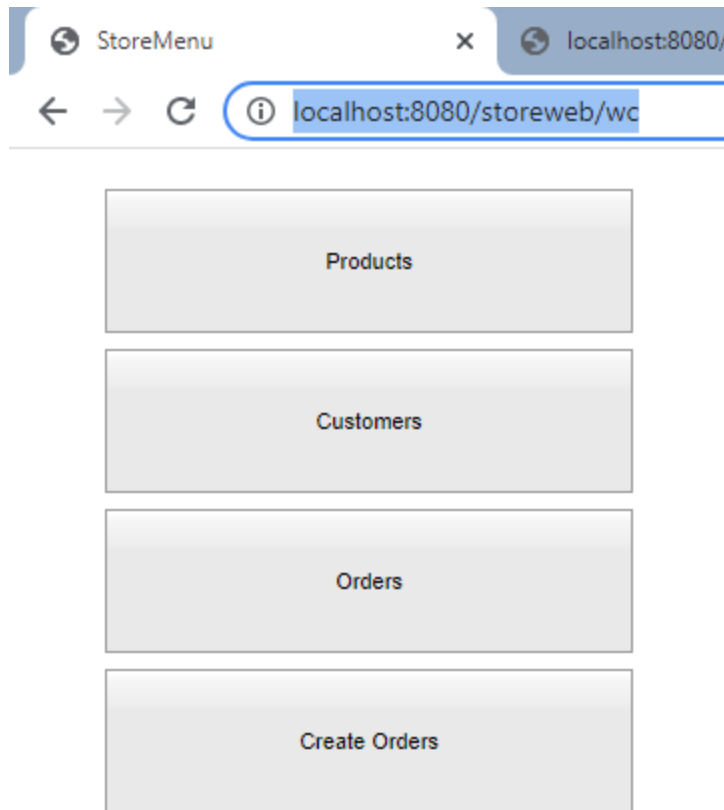 StoreMenu
localhost:8080/
localhost:8080/storeweb/wc
Products
Customers
Orders
Create Orders